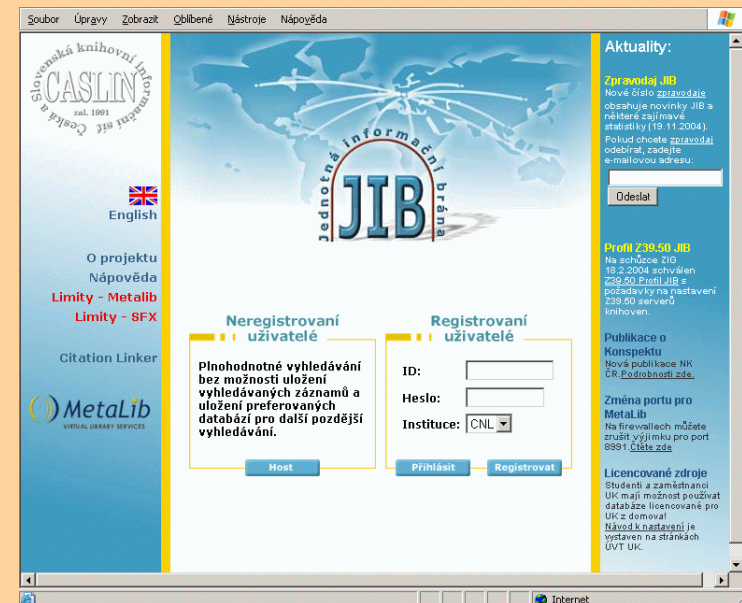 Soubor Úpravy Zobrazit Oblíbené Nástroje Nápověda
Slovenská knihovní informační síť Česká a
CASLIN
zal. 1991
English
O projektu
Nápověda
Limity - Metalib
Limity - SFX
Citation Linker
MetaLib
VIRTUAL LIBRARY SERVICES
Jednotná informační brána
JIB
Neregistrovaní
uživatelé
Plnohodnotné vyhledávání
bez možnosti uložení
vyhledávaných záznamů a
uložení preferovaných
databází pro další pozdější
vyhledávání.
Host
Registrovaní
uživatelé
ID:
Heslo:
Instituce: CNL
Přihlásit Registrovat
Aktuality:
Zpravodaj JIB
Nové číslo zpravodaje
obsahuje novinky JIB a
některé zajímavé
statistiky (19.11.2004).
Pokud chcete zpravodaj
odebírat, zadejte
e-mailovou adresu:
Odeslat
Profil Z39.50 JIB
Na schůzce ZIG
18.2.2004 schválen
Z39.50 Profil JIB s
požadavky na nastavení
Z39.50 serverů
knihoven.
Publikace o
Konspektu
Nová publikace NK
ČR.Podrobnosti zde.
Změna portu pro
MetaLib
Na firewallech můžete
zrušit výjimku pro port
8991.Čtěte zde
Licencované zdroje
Studenti a zaměstnanci
UK mají možnost používat
databáze licencované pro
UK z domova!
Návod k nastavení je
vystaven na stránkách
ÚVT UK.
Internet